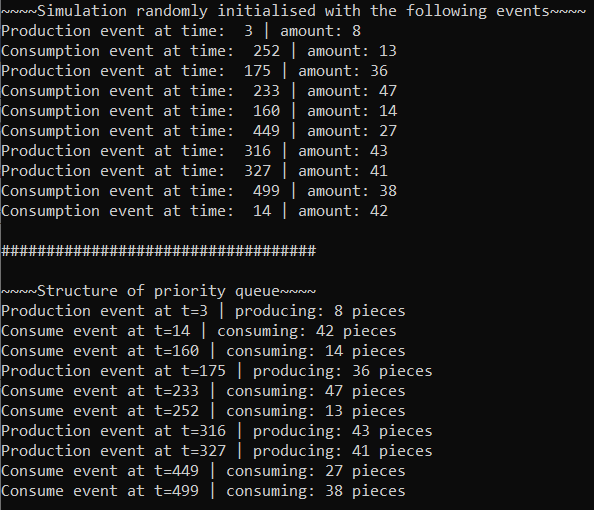 ~~~~Simulation randomly initialised with the following events~~~~
Production event at time:  3 | amount: 8
Consumption event at time:  252 | amount: 13
Production event at time:  175 | amount: 36
Consumption event at time:  233 | amount: 47
Consumption event at time:  160 | amount: 14
Consumption event at time:  449 | amount: 27
Production event at time:  316 | amount: 43
Production event at time:  327 | amount: 41
Consumption event at time:  499 | amount: 38
Consumption event at time:  14 | amount: 42
###################################
~~~~Structure of priority queue~~~~
Production event at t=3 | producing: 8 pieces
Consume event at t=14 | consuming: 42 pieces
Consume event at t=160 | consuming: 14 pieces
Production event at t=175 | producing: 36 pieces
Consume event at t=233 | consuming: 47 pieces
Consume event at t=252 | consuming: 13 pieces
Production event at t=316 | producing: 43 pieces
Production event at t=327 | producing: 41 pieces
Consume event at t=449 | consuming: 27 pieces
Consume event at t=499 | consuming: 38 pieces